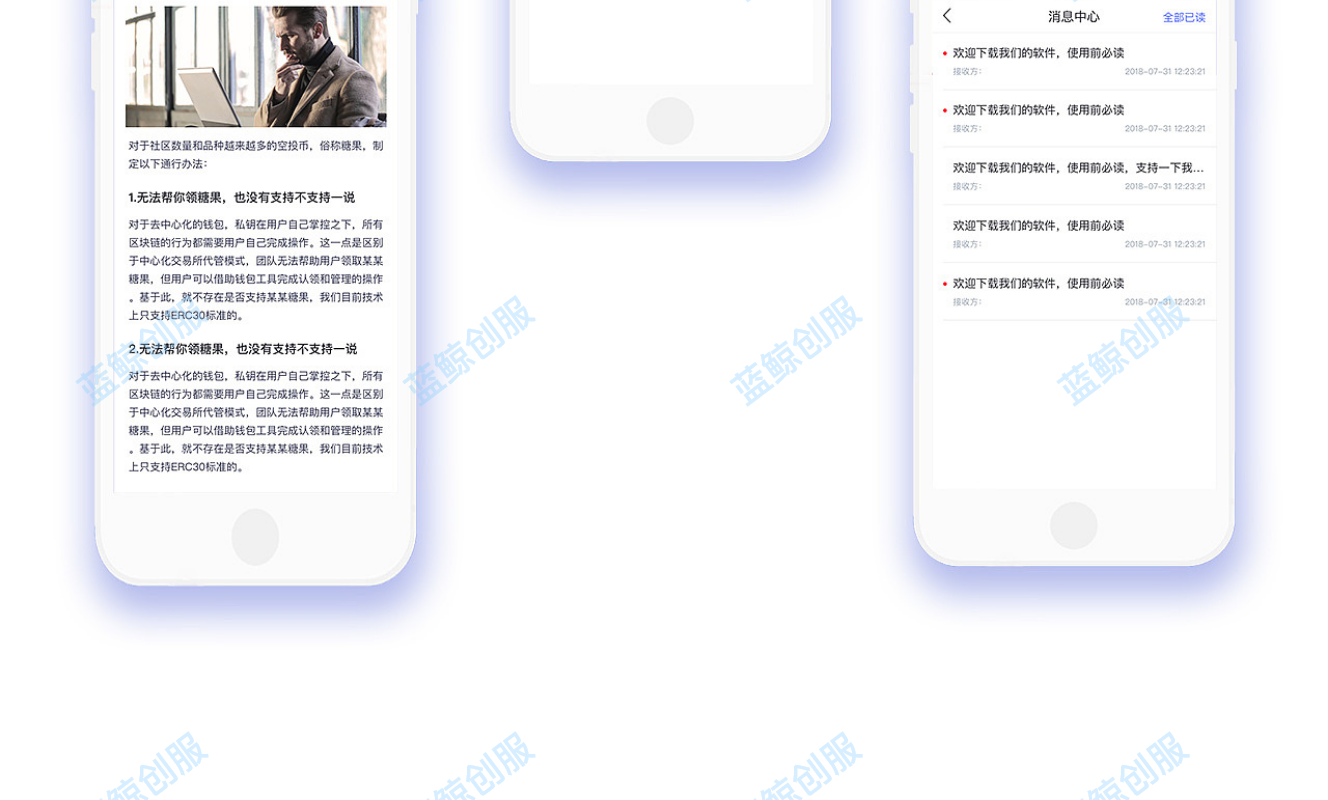 对于社区数量和品种越来越多的空投币，俗称糖果，制
定以下通行办法：
1.无法帮你领糖果，也没有支持不支持一说
对于去中心化的钱包，私钥在用户自己掌控之下，所有
区块链的行为都需要用户自己完成操作。这一点是区别
于中心化交易所代管模式，团队无法帮助用户领取某某
糖果，但用户可以借助钱包工具完成认领和管理的操作
。基于此，就不存在是否支持某某糖果，我们目前技术
上只支持ERC30标准的。
2.无法帮你领糖果，也没有支持不支持一说
对于去中心化的钱包，私钥在用户自己掌控之下，所有
区块链的行为都需要用户自己完成操作。这一点是区别
于中心化交易所代管模式，团队无法帮助用户领取某某
糖果，但用户可以借助钱包工具完成认领和管理的操作
。基于此，就不存在是否支持某某糖果，我们目前技术
上只支持ERC30标准的。
消息中心 全部已读
欢迎下载我们的软件，使用前必读
接收方： 2018-07-31 12:23:21
欢迎下载我们的软件，使用前必读
接收方： 2018-07-31 12:23:21
欢迎下载我们的软件，使用前必读，支持一下我...
接收方： 2018-07-31 12:23:21
欢迎下载我们的软件，使用前必读
接收方： 2018-07-31 12:23:21
欢迎下载我们的软件，使用前必读
接收方： 2018-07-31 12:23:21
蓝鲸创服
蓝鲸创服
蓝鲸创服
蓝鲸创服
蓝鲸创服
蓝鲸创服
蓝鲸创服
蓝鲸创服